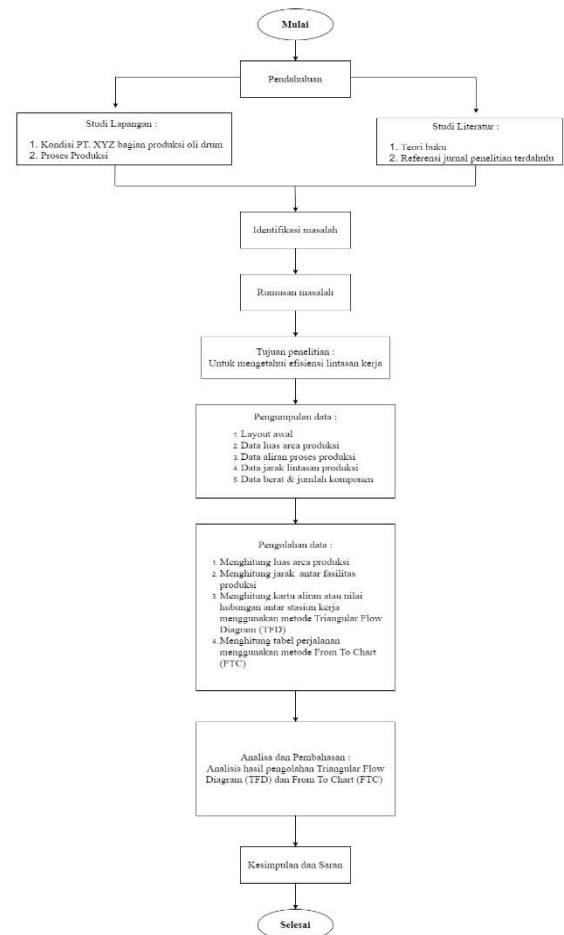 Mulai
Pendahuluan
Studi Lapangan :
1. Kondisi PT. XYZ bagian produksi oli drum
2. Proses Produksi
Studi Literatur :
1. Teori buku
2. Referensi jurnal penelitian terdahulu
Identifikasi masalah
Rumusan masalah
Tujuan penelitian :
Untuk mengetahui efisiensi lintasan kerja
Pengumpulan data :
1. Layout awal
2. Data luas area produksi
3. Data aliran proses produksi
4. Data jarak lintasan produksi
5. Data berat & jumlah komponen
Pengolahan data :
1. Menghitung luas area produksi
2. Menghitung jarak antar fasilitas
produksi
3. Menghitung kartu aliran atau nilai
hubungan antar stasiun kerja
menggunakan metode Triangular Flow
Diagram (TFD)
4. Menghitung tabel perjalanan
menggunakan metode From To Chart
(FTC)
Analisa dan Pembahasan :
Analisis hasil pengolahan Triangular Flow
Diagram (TFD) dan From To Chart (FTC)
Kesimpulan dan Saran
Selesai